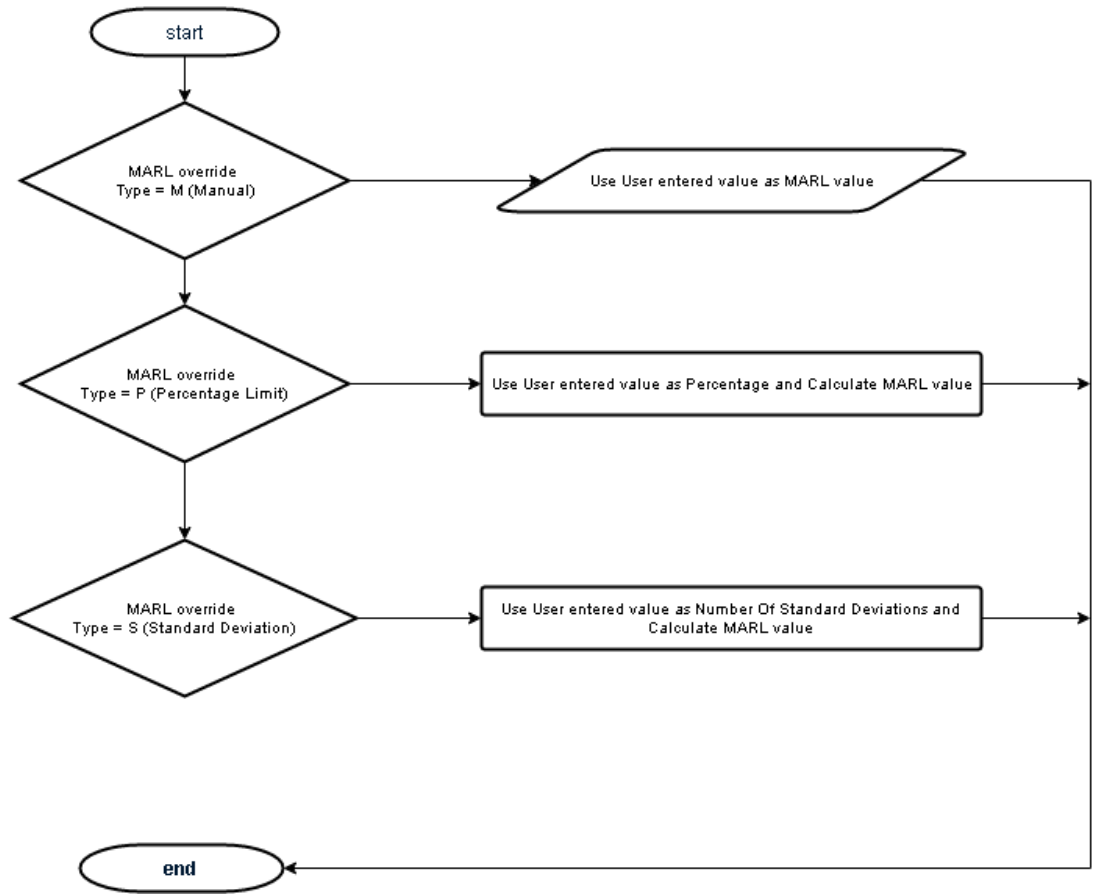 start
MARL override
Type = M (Manual)
Use User entered value as MARL value
MARL override
Type = P (Percentage Limit)
Use User entered value as Percentage and Calculate MARL value
MARL override
Type = S (Standard Deviation)
Use User entered value as Number Of Standard Deviations and
Calculate MARL value
end